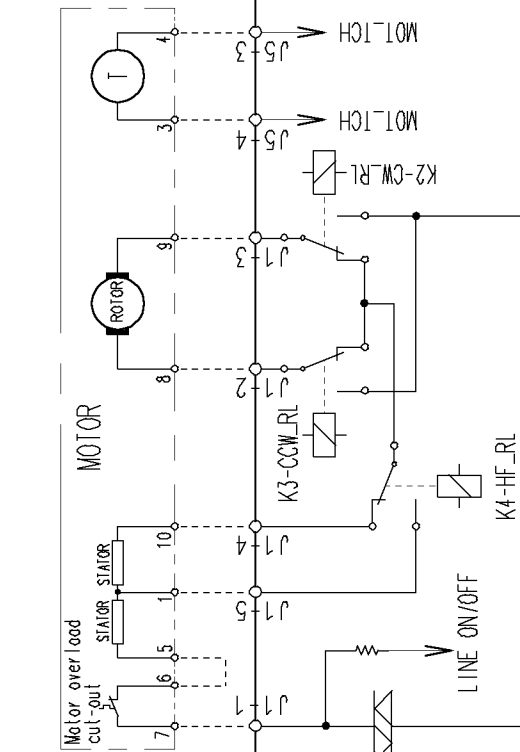 4
J5-3
MOT_TCH
T
3
J5-4
MOT_TCH
K2-CW_RL
9
J1-3
ROTOR
8
J1-2
MOTOR
K3-CCW_RL
K4-HF_RL
10
J1-4
STATOR
1
J1-5
STATOR
5
6
LINE ON/OFF
Motor overload
cut-out
7
J1-1